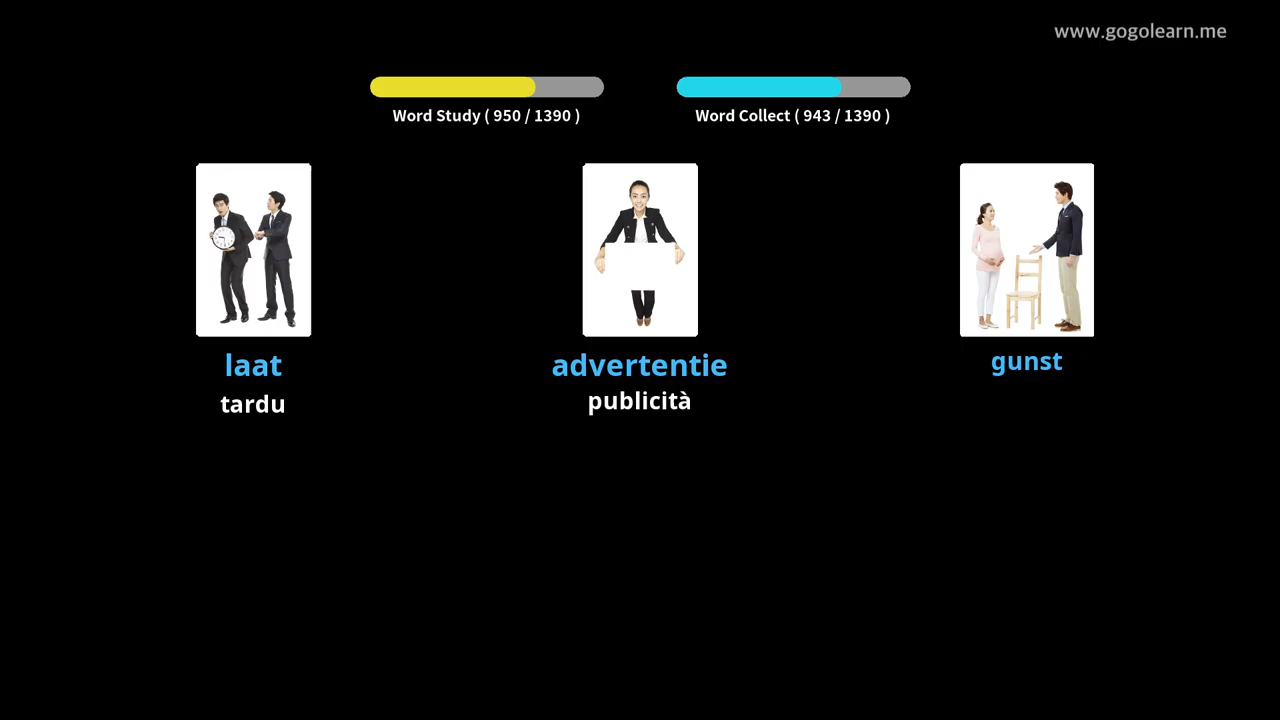 www.gogolearn.me
Word Study ( 950 / 1390 )
Word Collect ( 943 / 1390 )
laat
tardu
advertentie
publicità
gunst